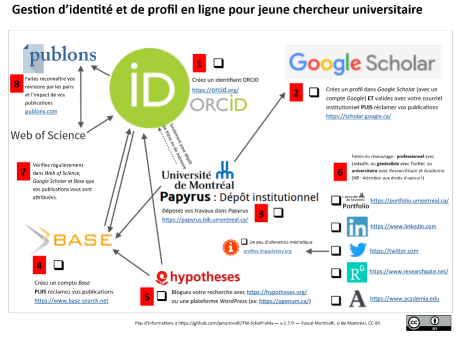 Gestion d'identité et de profil en ligne pour jeune chercheur universitaire
publons
8
Faites reconnaître vos
révisions par les pairs
et l'impact de vos
publications
publons.com
Web of Science
iD
ORCiD
1
Créez un identifiant ORCID
https://orcid.org/
Google Scholar
2
Créez un profil dans Google Scholar (avec un
compte Google) ET validez avec votre courriel
institutionnel PUIS réclamez vos publications
https://scholar.google.ca/
7
Vérifiez régulièrement
dans Web of Science,
Google Scholar et Base que
vos publications vous sont
attribuées.
Université
de Montréal
Papyrus : Dépôt institutionnel
Déposez vos travaux dans Papyrus
https://papyrus.bib.umontreal.ca/
3
6
Faites du réseautage : professionnel avec
LinkedIn, ou généraliste avec Twitter, ou
universitaire avec ResearchGate et Academia
(NB : Attention aux droits d'auteur!)
Portfolio
https://portfolio.umontreal.ca/
in
https://www.linkedin.com
https://twitter.com
RG
https://www.researchgate.net/
A
https://www.academia.edu
BASE
4
Créez un compte Base
PUIS réclamez vos publications
https://www.base-search.net
i
Un peu d'altmetrics médiatique
profiles.impactstory.org
hypotheses
5
Bloguez votre recherche avec https://hypotheses.org/
ou une plateforme WordPress (ex: https://openum.ca/)
Plus d'informations à https://github.com/pmartinolli/TM-SchoProMa — v.1.7.fr — Pascal Martinolli, U de Montréal, CC-BY.
CC
BY